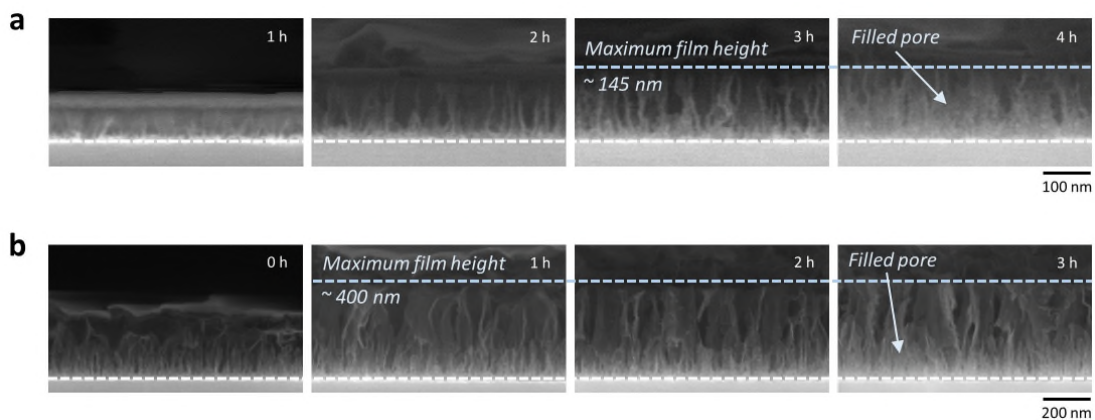 a
1 h
2 h
Maximum film height
3 h
~ 145 nm
Filled pore
4 h
100 nm
b
0 h
Maximum film height
1 h
~ 400 nm
2 h
Filled pore
3 h
200 nm